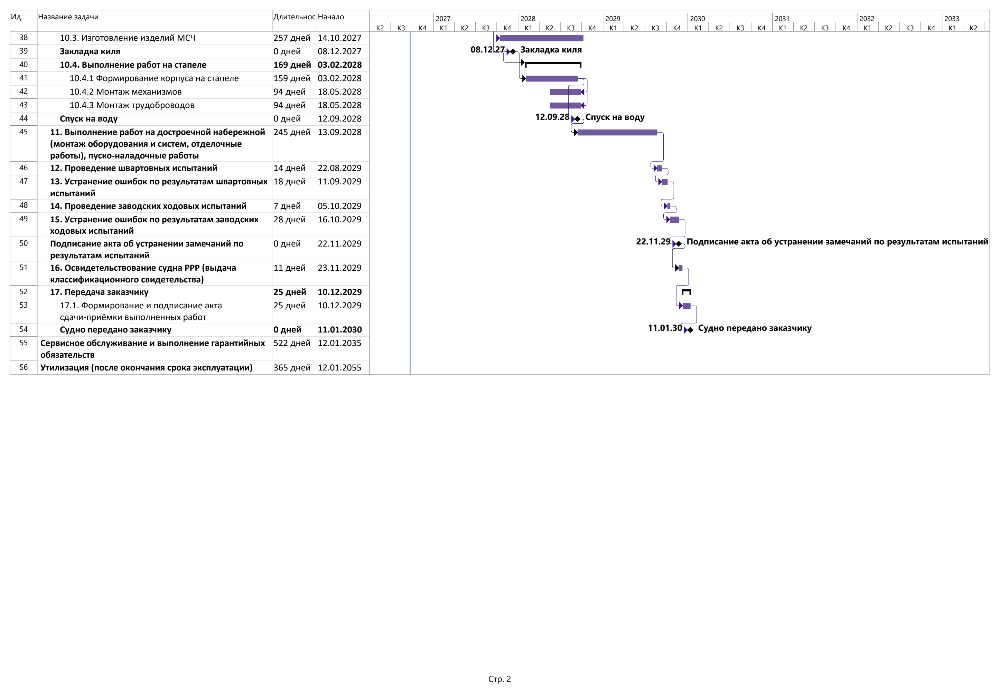 Ид. Название задачи Длительнос Начало 2027 2028 2029 2030 2031 2032 2033
К2 К3 К4 К1 К2 К3 К4 К1 К2 К3 К4 К1 К2 К3 К4 К1 К2 К3 К4 К1 К2 К3 К4 К1 К2 К3 К4 К1 К2
38 10.3. Изготовление изделий МСЧ 257 дней 14.10.2027
39 Закладка киля 0 дней 08.12.2027 08.12.27 Закладка киля
40 10.4. Выполнение работ на стапеле 169 дней 03.02.2028
41 10.4.1 Формирование корпуса на стапеле 159 дней 03.02.2028
42 10.4.2 Монтаж механизмов 94 дней 18.05.2028
43 10.4.3 Монтаж трудоброводов 94 дней 18.05.2028
44 Спуск на воду 0 дней 12.09.2028 12.09.28 Спуск на воду
45 11. Выполнение работ на достроечной набережной 245 дней 13.09.2028
(монтаж оборудования и систем, отделочные
работы), пуско-наладочные работы
46 12. Проведение швартовных испытаний 14 дней 22.08.2029
47 13. Устранение ошибок по результатам швартовных 18 дней 11.09.2029
испытаний
48 14. Проведение заводских ходовых испытаний 7 дней 05.10.2029
49 15. Устранение ошибок по результатам заводских 28 дней 16.10.2029
ходовых испытаний
50 Подписание акта об устранении замечаний по 0 дней 22.11.2029 22.11.29 Подписание акта об устранении замечаний по результатам испытаний
результатам испытаний
51 16. Освидетельствование судна РРР (выдача 11 дней 23.11.2029
классификационного свидетельства)
52 17. Передача заказчику 25 дней 10.12.2029
53 17.1. Формирование и подписание акта 25 дней 10.12.2029
сдачи-приёмки выполненных работ
54 Судно передано заказчику 0 дней 11.01.2030 11.01.30 Судно передано заказчику
55 Сервисное обслуживание и выполнение гарантийных 522 дней 12.01.2035
обязательств
56 Утилизация (после окончания срока эксплуатации) 365 дней 12.01.2055
Стр. 2